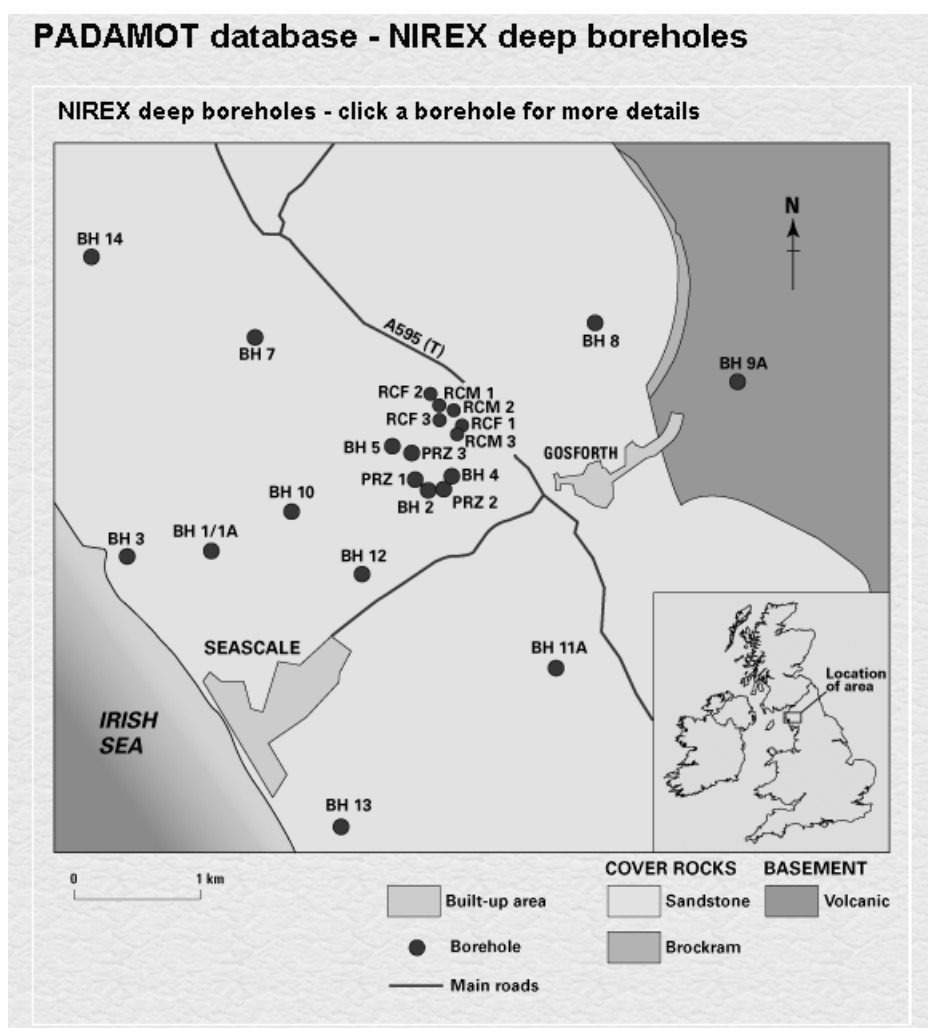 PADAMOT database - NIREX deep boreholes
NIREX deep boreholes - click a borehole for more details
N
BH 14
A595 (T)
BH 7
BH 8
BH 9A
RCF 2
RCM 1
RCM 2
RCF 3
RCF 1
RCM 3
BH 5
PRZ 3
GOSFORTH
PRZ 1
BH 4
BH 2
PRZ 2
BH 10
BH 3
BH 1/1A
BH 12
SEASCALE
BH 11A
Location
of area
IRISH
SEA
BH 13
0
1 km
COVER ROCKS
BASEMENT
Built-up area
Sandstone
Volcanic
Borehole
Brockram
Main roads